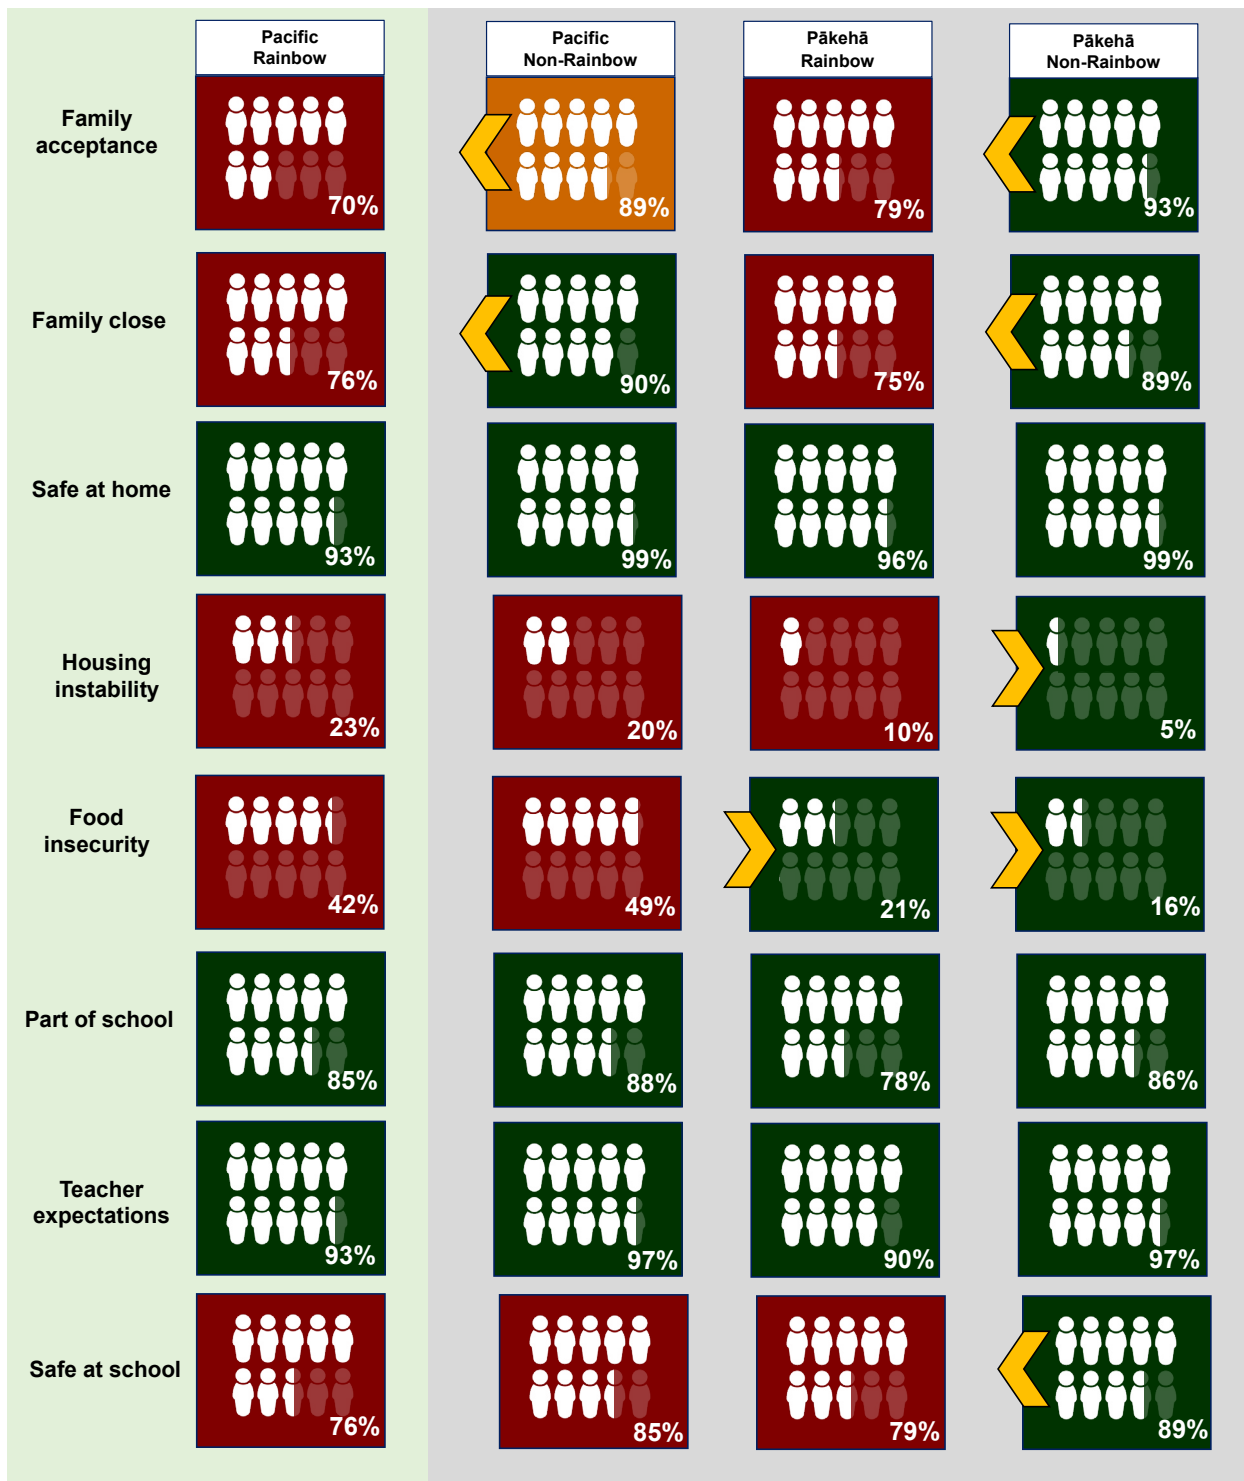 Pacific
Rainbow
Pacific
Non-Rainbow
Pākehā
Rainbow
Pākehā
Non-Rainbow
Family
acceptance
70%
89%
79%
93%
Family close
76%
90%
75%
89%
Safe at home
93%
99%
96%
99%
Housing
instability
23%
20%
10%
5%
Food
insecurity
42%
49%
21%
16%
Part of school
85%
88%
78%
86%
Teacher
expectations
93%
97%
90%
97%
Safe at school
76%
85%
79%
89%